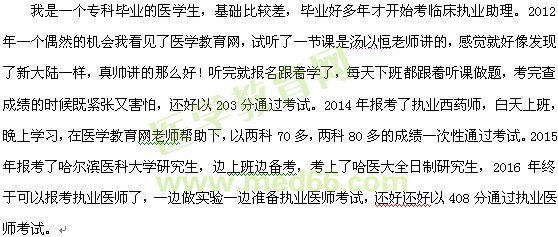 我是一个专科毕业的医学生，基础比较差，毕业好多年才开始考临床执业助理。2012
年一个偶然的机会我看见了医学教育网，试听了一节课是汤以恒老师讲的，感觉就好像发现
了新大陆一样，真帅讲的那么好！听完就报名跟着学了，每天下班都跟着听课做题，考完查
成绩的时候既紧张又害怕，还好以 203 分通过考试。2014 年报考了执业西药师，白天上班，
晚上学习，在医学教育网老师帮助下，以两科 70 多，两科 80 多的成绩一次性通过考试。2015
年报考了哈尔滨医科大学研究生，边上班边备考，考上了哈医大全日制研究生，2016 年终
于可以报考执业医师了，一边做实验一边准备执业医师考试，还好还好以 408 分通过执业医
师考试。
医学教育网
www.med66.com